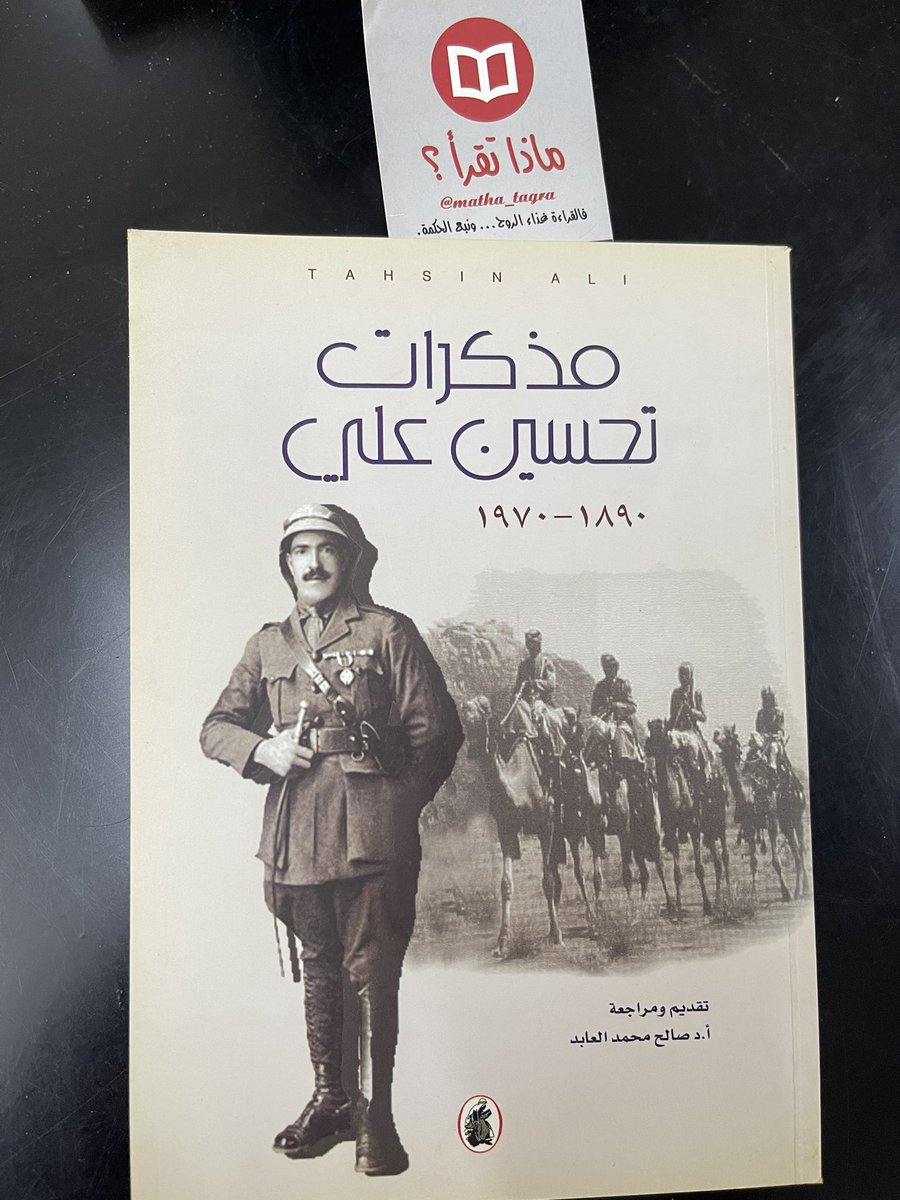 ماذا تقرأ ؟
@matha_tagra
فالقراءة غذاء الروح... ونبع الحكمة.
TAHSIN ALI
مذكرات
تحسين علي
١٨٩٠-١٩٧٠
تقديم ومراجعة
أ.د صالح محمد العابد